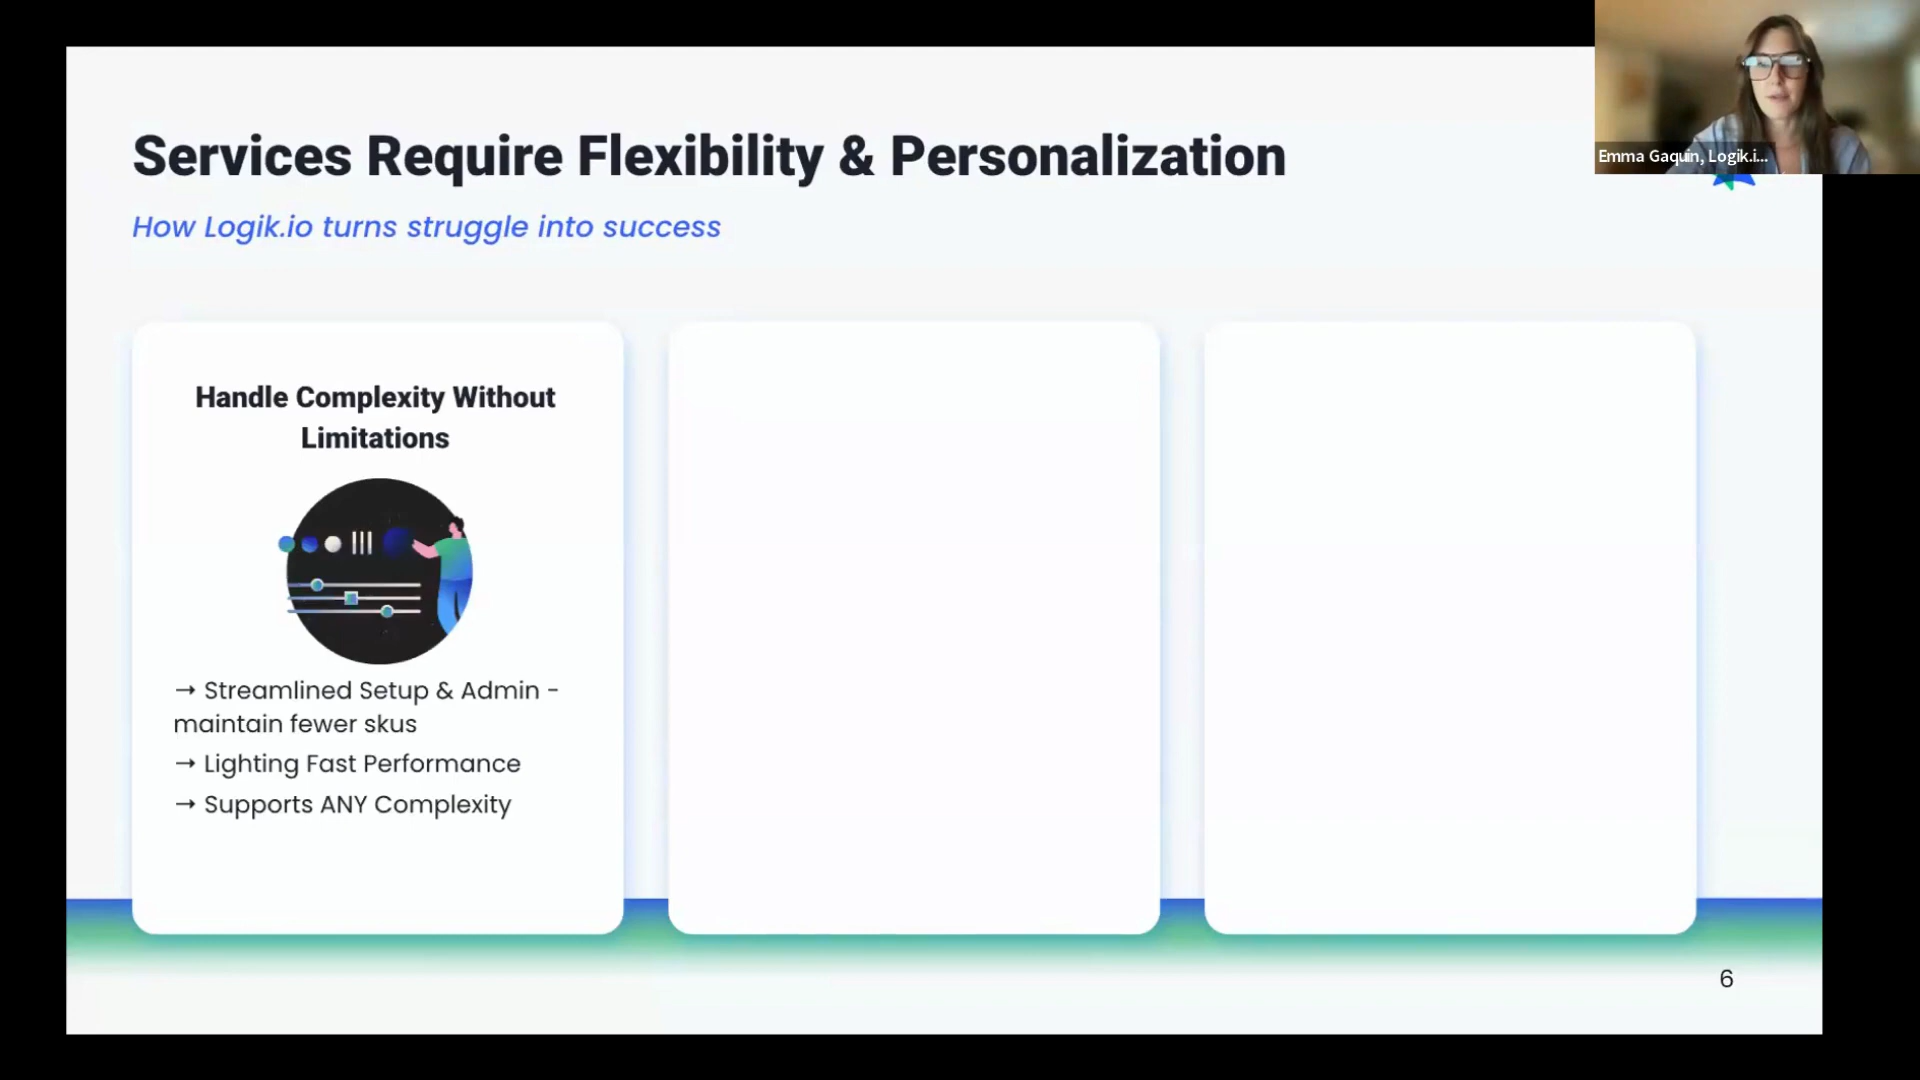 Services Require Flexibility & Personalization
How Logik.io turns struggle into success
Emma Gaquin, Logik.i...
Handle Complexity Without
Limitations
→ Streamlined Setup & Admin -
maintain fewer skus
→ Lighting Fast Performance
→ Supports ANY Complexity
6